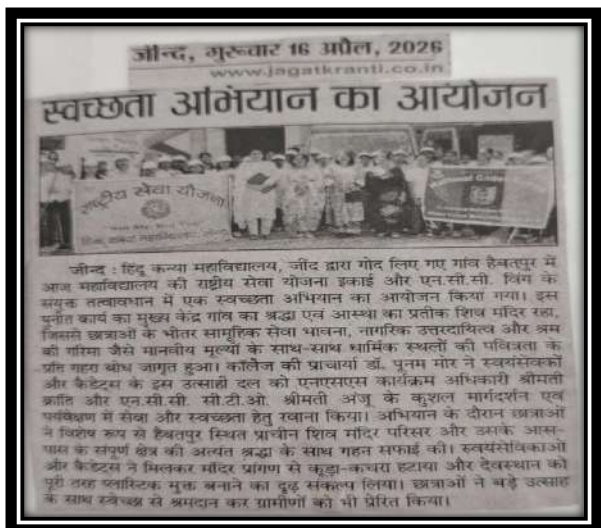 जीन्द, गुरूवार 16 अप्रैल, 2026
www.jagatkranti.co.in
स्वच्छता अभियान का आयोजन
राष्ट्रीय सेवा योजना
जीन्द : हिंदू कन्या महाविद्यालय, जींद द्वारा गोद लिए गए गांव हैबतपुर में
आज महाविद्यालय की राष्ट्रीय सेवा योजना इकाई और एन.सी.सी. विंग के
संयुक्त तत्वावधान में एक स्वच्छता अभियान का आयोजन किया गया। इस
पुनीत कार्य का मुख्य केंद्र गांव का श्रद्धा एवं आस्था का प्रतीक शिव मंदिर रहा,
जिससे छात्राओं के भीतर सामूहिक सेवा भावना, नागरिक उत्तरदायित्व और श्रम
की गरिमा जैसे मानवीय मूल्यों के साथ-साथ धार्मिक स्थलों की पवित्रता के
प्रति गहरा बोध जागृत हुआ। कॉलेज की प्राचार्या डॉ. पूनम मोर ने स्वयंसेवकों
और कैडेट्स के इस उत्साही दल को एनएसएस कार्यक्रम अधिकारी श्रीमती
क्रांति और एन.सी.सी. सी.टी.ओ. श्रीमती अंजू के कुशल मार्गदर्शन एवं
पर्यवेक्षण में सेवा और स्वच्छता हेतु रवाना किया। अभियान के दौरान छात्राओं
ने विशेष रूप से हैबतपुर स्थित प्राचीन शिव मंदिर परिसर और उसके आस-
पास के संपूर्ण क्षेत्र की अत्यंत श्रद्धा के साथ गहन सफाई की। स्वयंसेविकाओं
और कैडेट्स ने मिलकर मंदिर प्रांगण से कूड़ा-कचरा हटाया और देवस्थान को
पूरी तरह प्लास्टिक मुक्त बनाने का दृढ़ संकल्प लिया। छात्राओं ने बड़े उत्साह
के साथ स्वेच्छा से श्रमदान कर ग्रामीणों को भी प्रेरित किया।